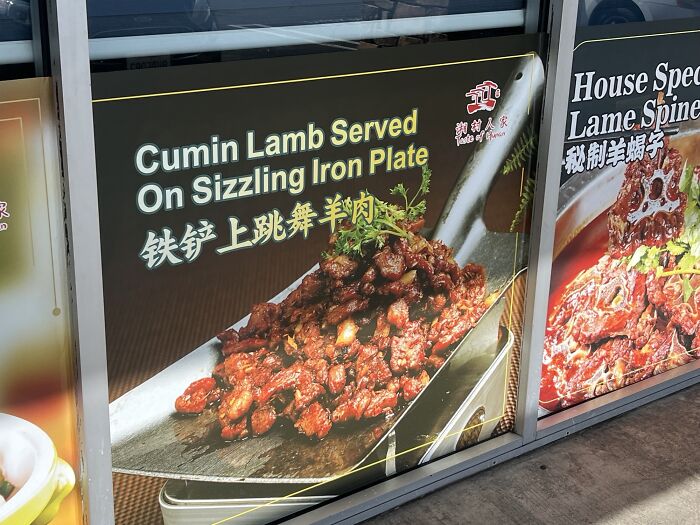 Cumin Lamb Served
On Sizzling Iron Plate
铁铲上跳舞羊肉
湘村人家
Taste of Hunan
House Spec
Lame Spine
秘制羊蝎子
家